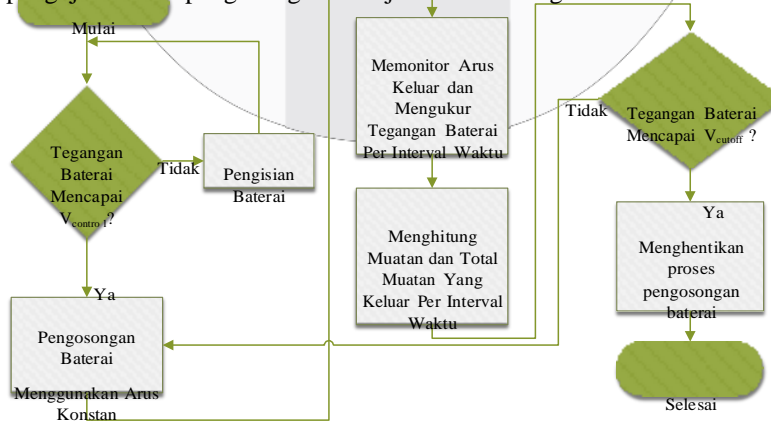 Mulai
Tegangan
Baterai
Mencapai
Vcontrol?
Tidak
Pengisian
Baterai
Ya
Pengosongan
Baterai
Menggunakan Arus
Konstan
Memonitor Arus
Keluar dan
Mengukur
Tegangan Baterai
Per Interval Waktu
Menghitung
Muatan dan Total
Muatan Yang
Keluar Per Interval
Waktu
Tegangan Baterai
Mencapai Vcutoff ?
Tidak
Ya
Menghentikan
proses
pengosongan
baterai
Selesai